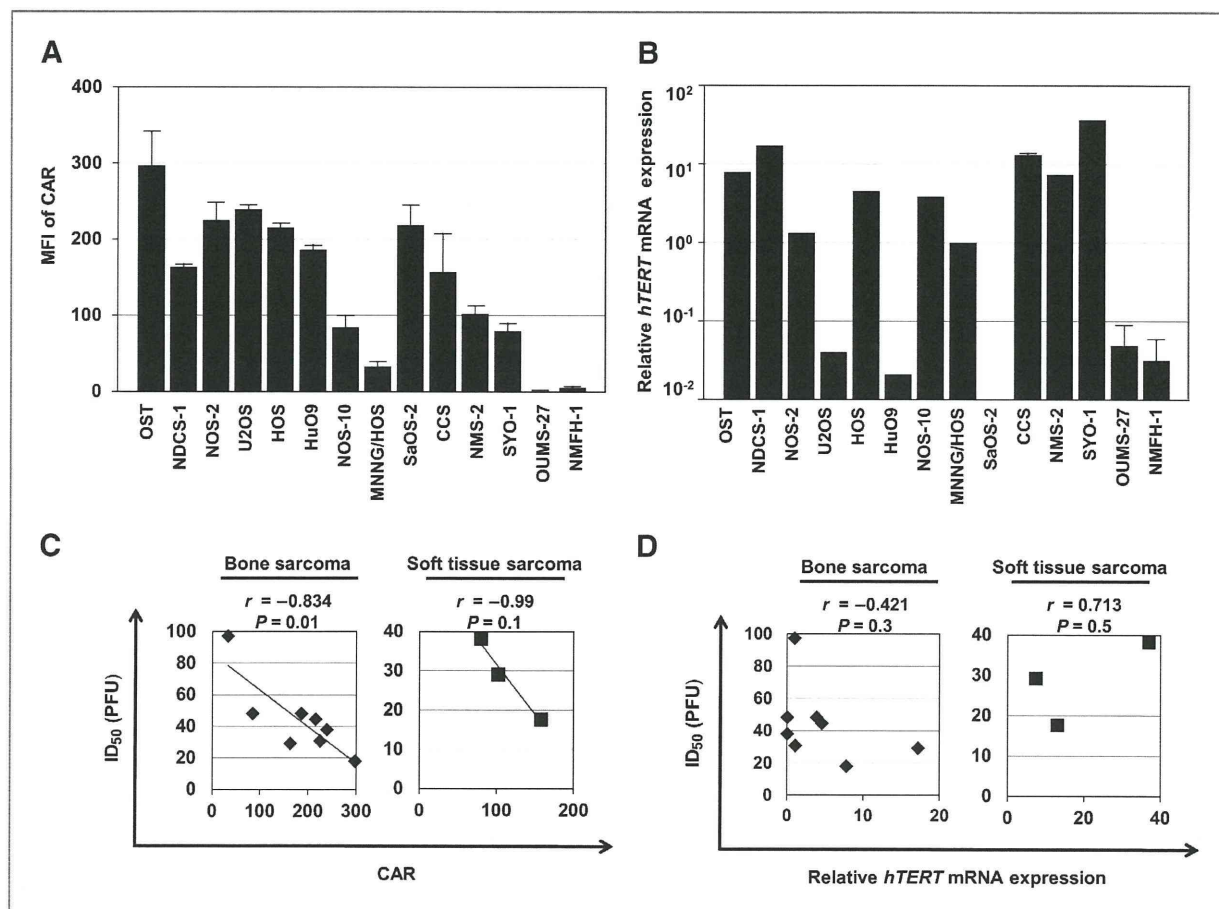 A
MFI of CAR
400
300
200
100
0
OST
NDCS-1
NOS-2
U2OS
HOS
HuO9
NOS-10
MNNG/HOS
SaOS-2
CCS
NMS-2
SYO-1
OUMS-27
NMFH-1
B
Relative hTERT mRNA expression
10²
10¹
10⁰
10⁻¹
10⁻²
OST
NDCS-1
NOS-2
U2OS
HOS
HuO9
NOS-10
MNNG/HOS
SaOS-2
CCS
NMS-2
SYO-1
OUMS-27
NMFH-1
C
Bone sarcoma
r = −0.834
P = 0.01
ID₅₀ (PFU)
100
80
60
40
20
0
0 100 200 300
Soft tissue sarcoma
r = −0.99
P = 0.1
40
30
20
10
0
0 100 200
CAR
D
Bone sarcoma
r = −0.421
P = 0.3
ID₅₀ (PFU)
100
80
60
40
20
0
0 10 20
Soft tissue sarcoma
r = 0.713
P = 0.5
40
30
20
10
0
0 20 40
Relative hTERT mRNA expression